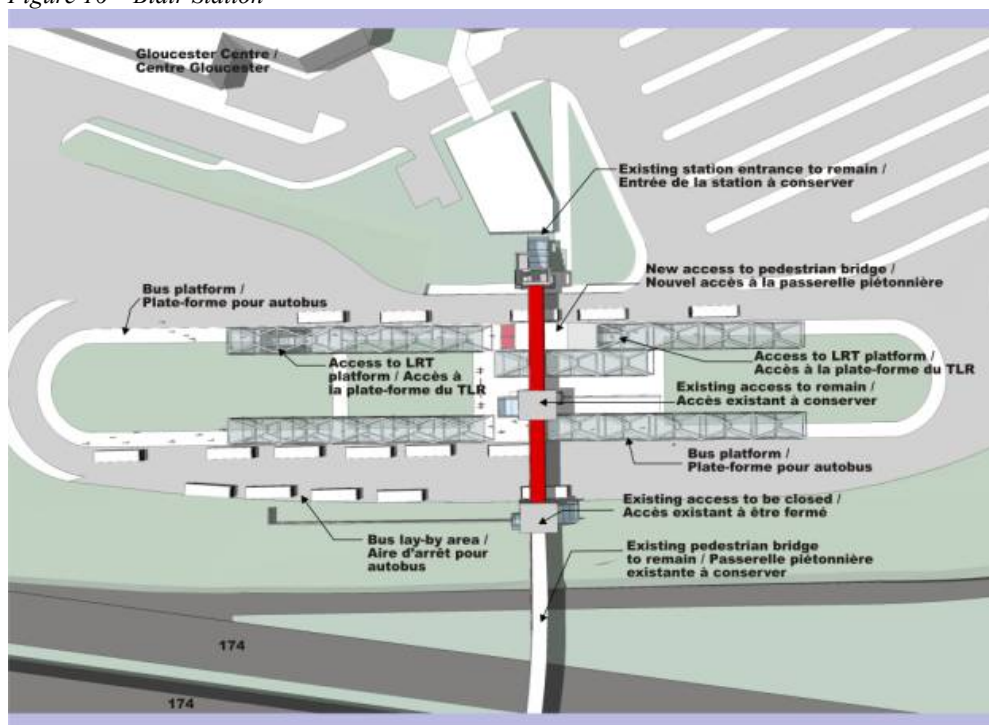 Figure 10 – Blair Station
Gloucester Centre /
Centre Gloucester
Existing station entrance to remain /
Entrée de la station à conserver
Bus platform /
Plate-forme pour autobus
New access to pedestrian bridge /
Nouvel accès à la passerelle piétonnière
Access to LRT
platform / Accès à
la plate-forme du TLR
Access to LRT platform /
Accès à la plate-forme du TLR
Existing access to remain /
Accès existant à conserver
Bus platform /
Plate-forme pour autobus
Existing access to be closed /
Accès existant à être fermé
Bus lay-by area /
Aire d'arrêt pour
autobus
Existing pedestrian bridge
to remain / Passerelle piétonnière
existante à conserver
174
174